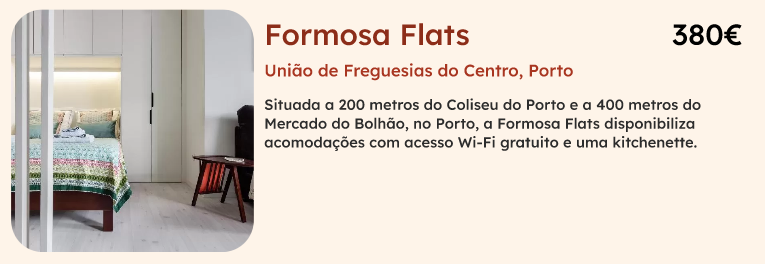 Formosa Flats
380€
União de Freguesias do Centro, Porto
Situada a 200 metros do Coliseu do Porto e a 400 metros do
Mercado do Bolhão, no Porto, a Formosa Flats disponibiliza
acomodações com acesso Wi-Fi gratuito e uma kitchenette.